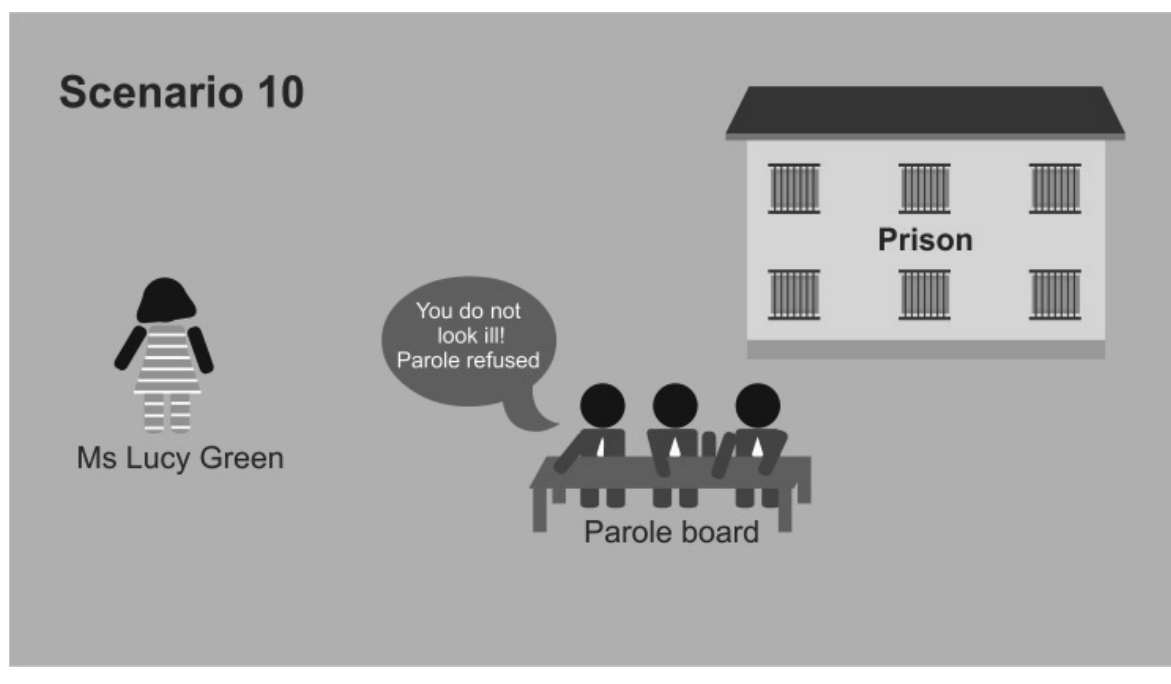 Scenario 10
Prison
You do not
look ill!
Parole refused
Ms Lucy Green
Parole board